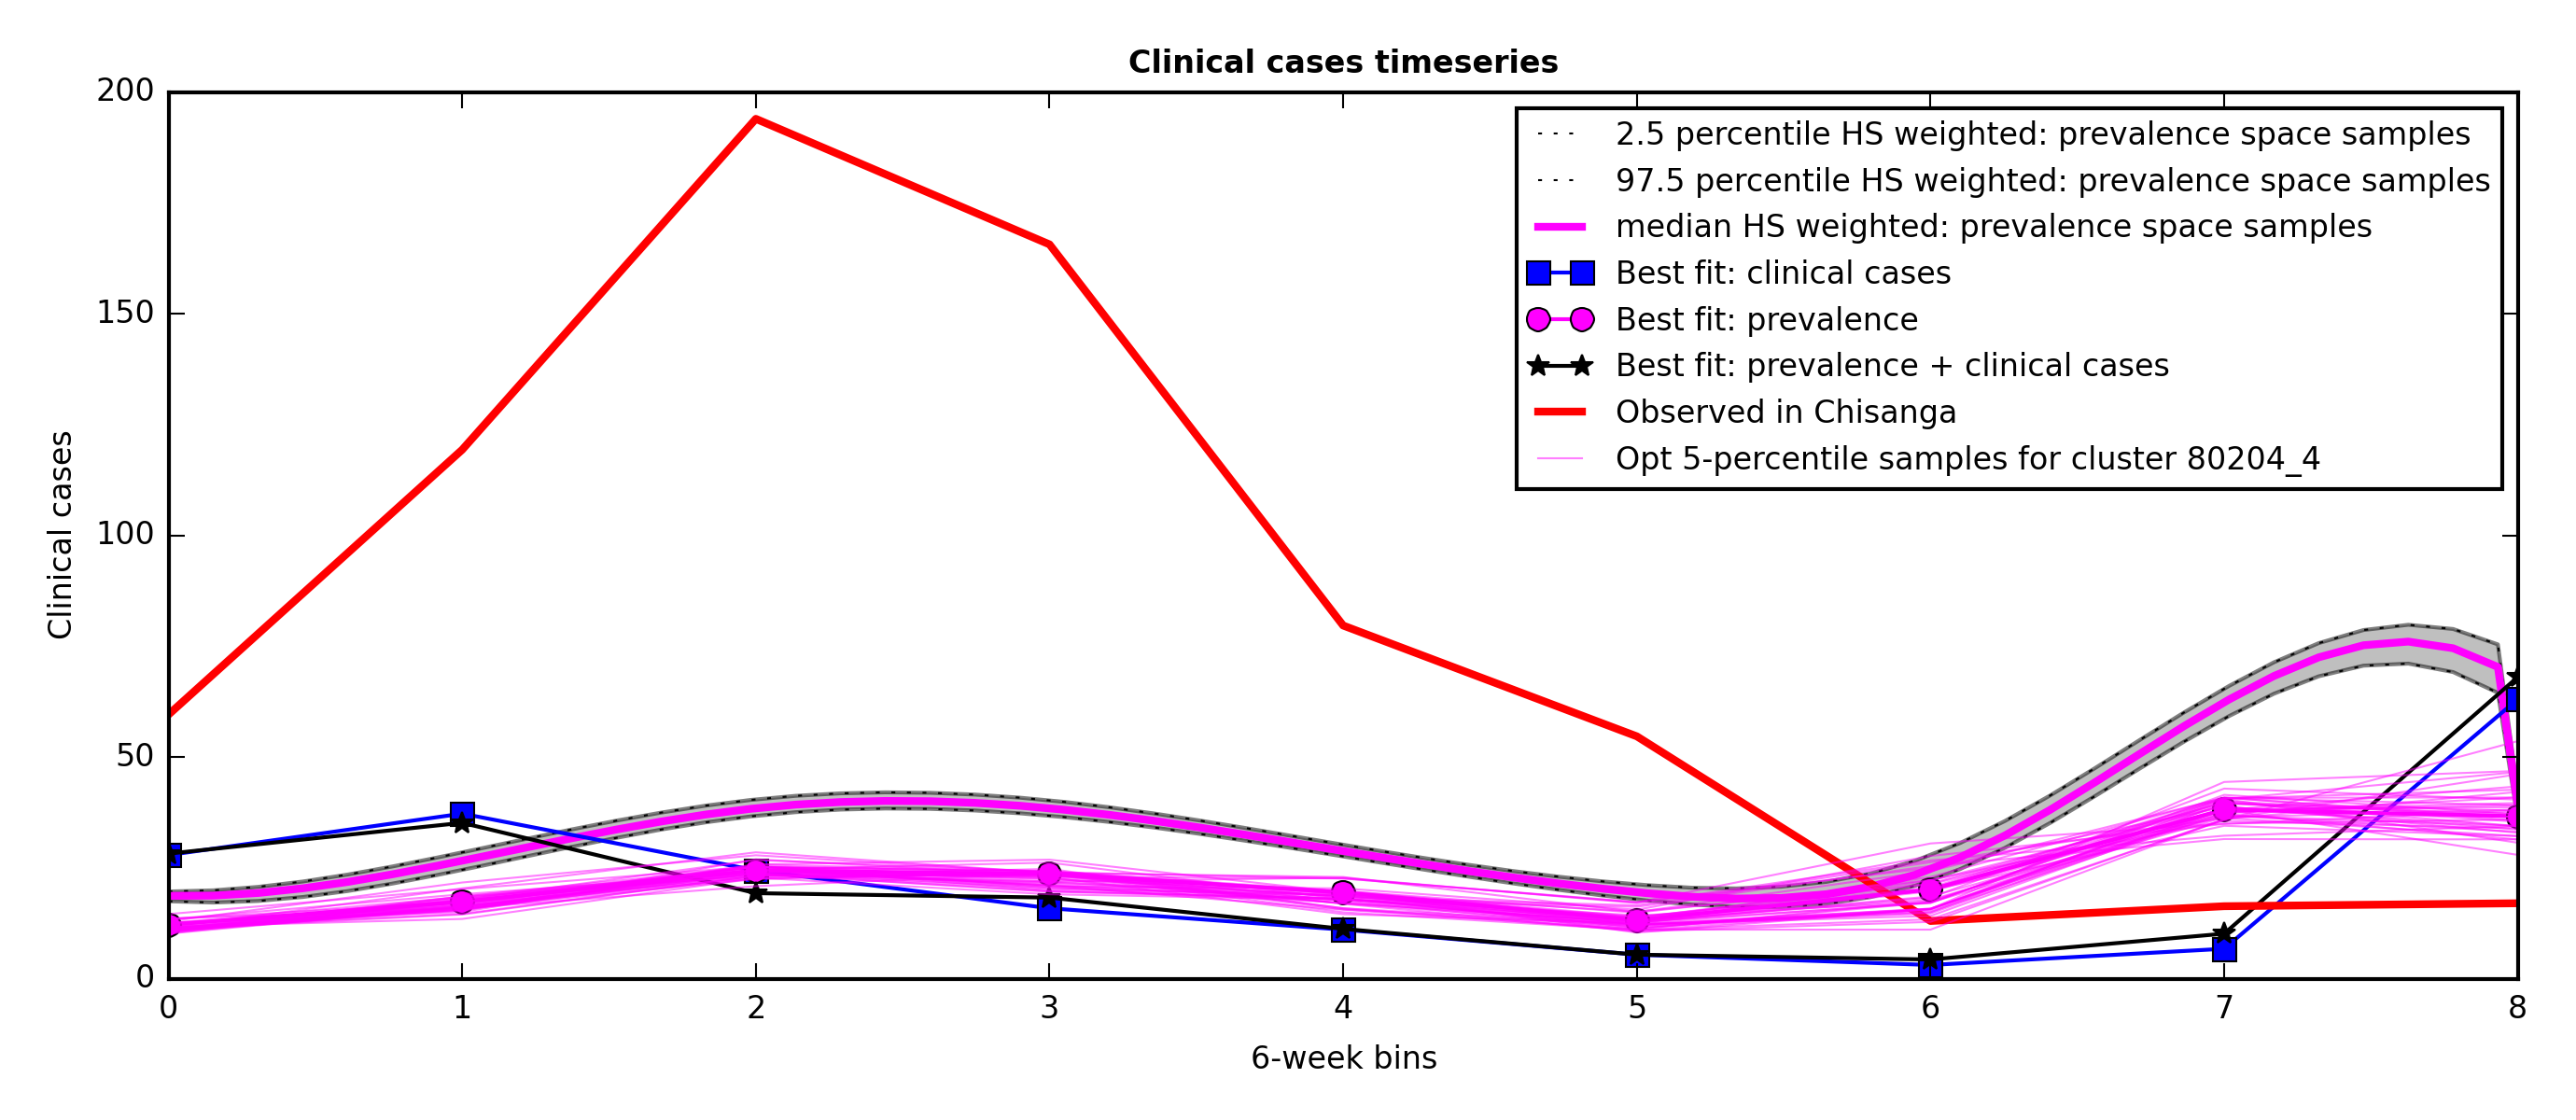 Clinical cases timeseries
200
150
100
50
0
Clinical cases
2.5 percentile HS weighted: prevalence space samples
97.5 percentile HS weighted: prevalence space samples
median HS weighted: prevalence space samples
Best fit: clinical cases
Best fit: prevalence
Best fit: prevalence + clinical cases
Observed in Chisanga
Opt 5-percentile samples for cluster 80204_4
0 1 2 3 4 5 6 7 8
6-week bins